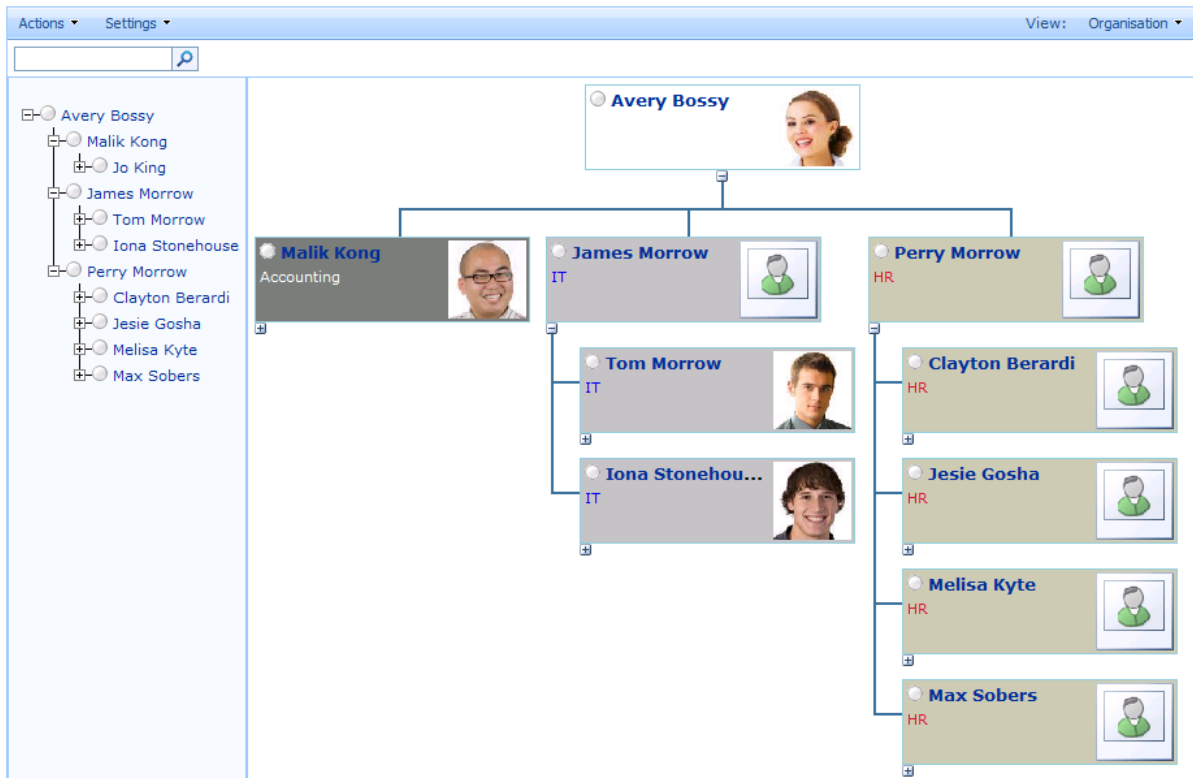 Actions Settings View: Organisation
Avery Bossy
Malik Kong
Jo King
James Morrow
Tom Morrow
Iona Stonehouse
Perry Morrow
Clayton Berardi
Jesie Gosha
Melisa Kyte
Max Sobers
Avery Bossy
Malik Kong
Accounting
James Morrow
IT
Tom Morrow
IT
Iona Stonehou...
IT
Perry Morrow
HR
Clayton Berardi
HR
Jesie Gosha
HR
Melisa Kyte
HR
Max Sobers
HR